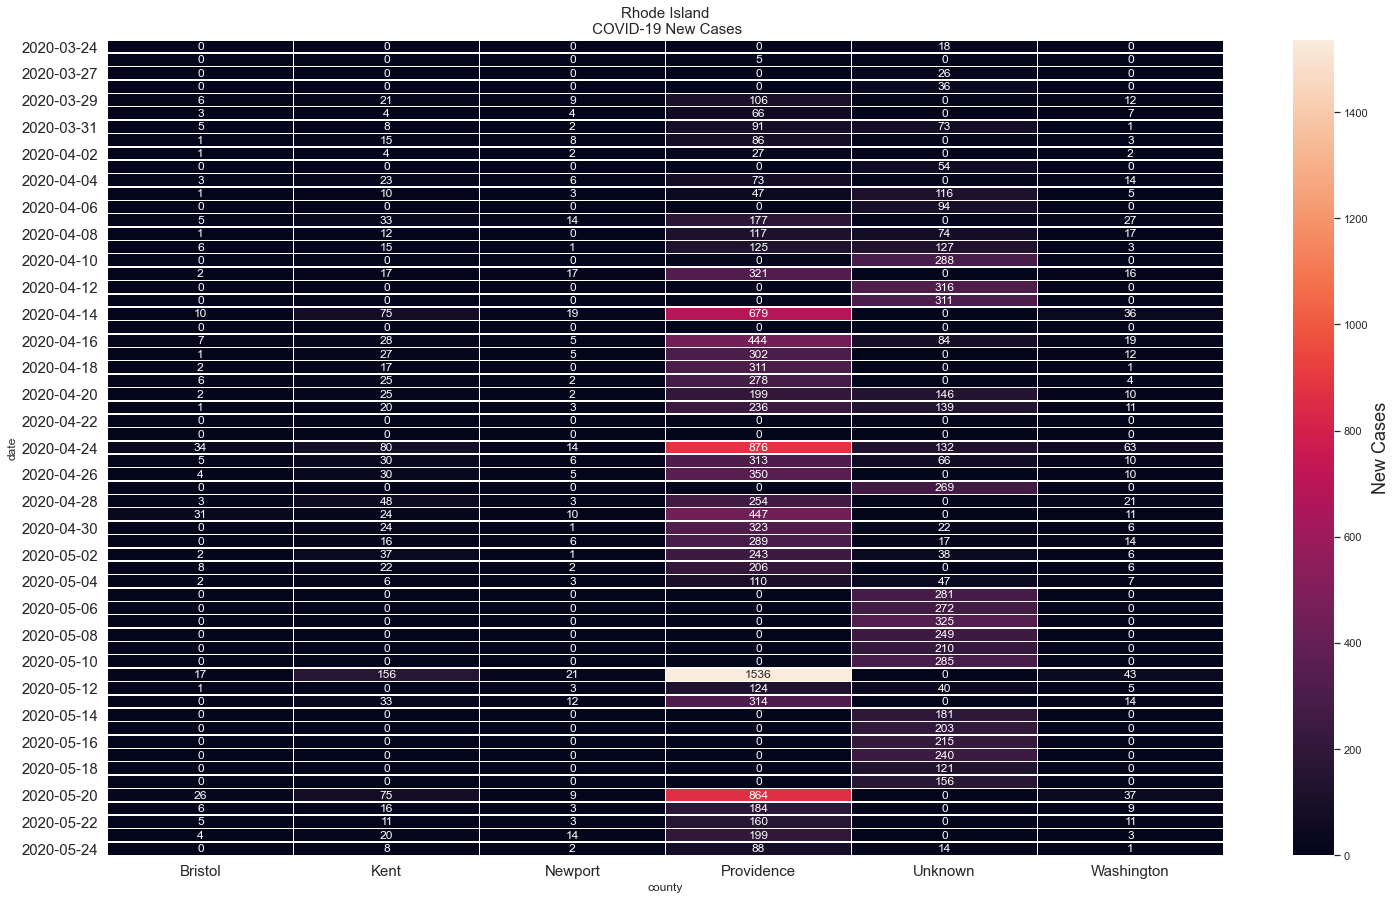 Rhode Island
COVID-19 New Cases
2020-03-24 0 0 0 0 18 0
0 0 0 5 0 0
2020-03-27 0 0 0 0 26 0
0 0 0 0 36 0
2020-03-29 6 21 9 106 0 12
3 4 4 66 0 7
2020-03-31 5 8 2 91 73 1
1 15 8 86 0 3
2020-04-02 1 4 2 27 0 2
0 0 0 0 54 0
2020-04-04 3 23 6 73 0 14
1 10 3 47 116 5
2020-04-06 0 0 0 0 94 0
5 33 14 177 0 27
2020-04-08 1 12 0 117 74 17
6 15 1 125 127 3
2020-04-10 0 0 0 0 288 0
2 17 17 321 0 16
2020-04-12 0 0 0 0 316 0
0 0 0 0 311 0
2020-04-14 10 75 19 679 0 36
0 0 0 0 0 0
2020-04-16 7 28 5 444 84 19
1 27 5 302 0 12
2020-04-18 2 17 0 311 0 1
6 25 2 278 0 4
2020-04-20 2 25 2 199 146 10
1 20 3 236 139 11
2020-04-22 0 0 0 0 0 0
0 0 0 0 0 0
2020-04-24 34 80 14 876 132 63
5 30 6 313 66 10
2020-04-26 4 30 5 350 0 10
0 0 0 0 269 0
2020-04-28 3 48 3 254 0 21
31 24 10 447 0 11
2020-04-30 0 24 1 323 22 6
0 16 6 289 17 14
2020-05-02 2 37 1 243 38 6
8 22 2 206 0 6
2020-05-04 2 6 3 110 47 7
0 0 0 0 281 0
2020-05-06 0 0 0 0 272 0
0 0 0 0 325 0
2020-05-08 0 0 0 0 249 0
0 0 0 0 210 0
2020-05-10 0 0 0 0 285 0
17 156 21 1536 0 43
2020-05-12 1 0 3 124 40 5
0 33 12 314 0 14
2020-05-14 0 0 0 0 181 0
0 0 0 0 203 0
2020-05-16 0 0 0 0 215 0
0 0 0 0 240 0
2020-05-18 0 0 0 0 121 0
0 0 0 0 156 0
2020-05-20 26 75 9 864 0 37
6 16 3 184 0 9
2020-05-22 5 11 3 160 0 11
4 20 14 199 0 3
2020-05-24 0 8 2 88 14 1
Bristol Kent Newport Providence Unknown Washington
county
date
1400
1200
1000
800
600
400
200
0
New Cases